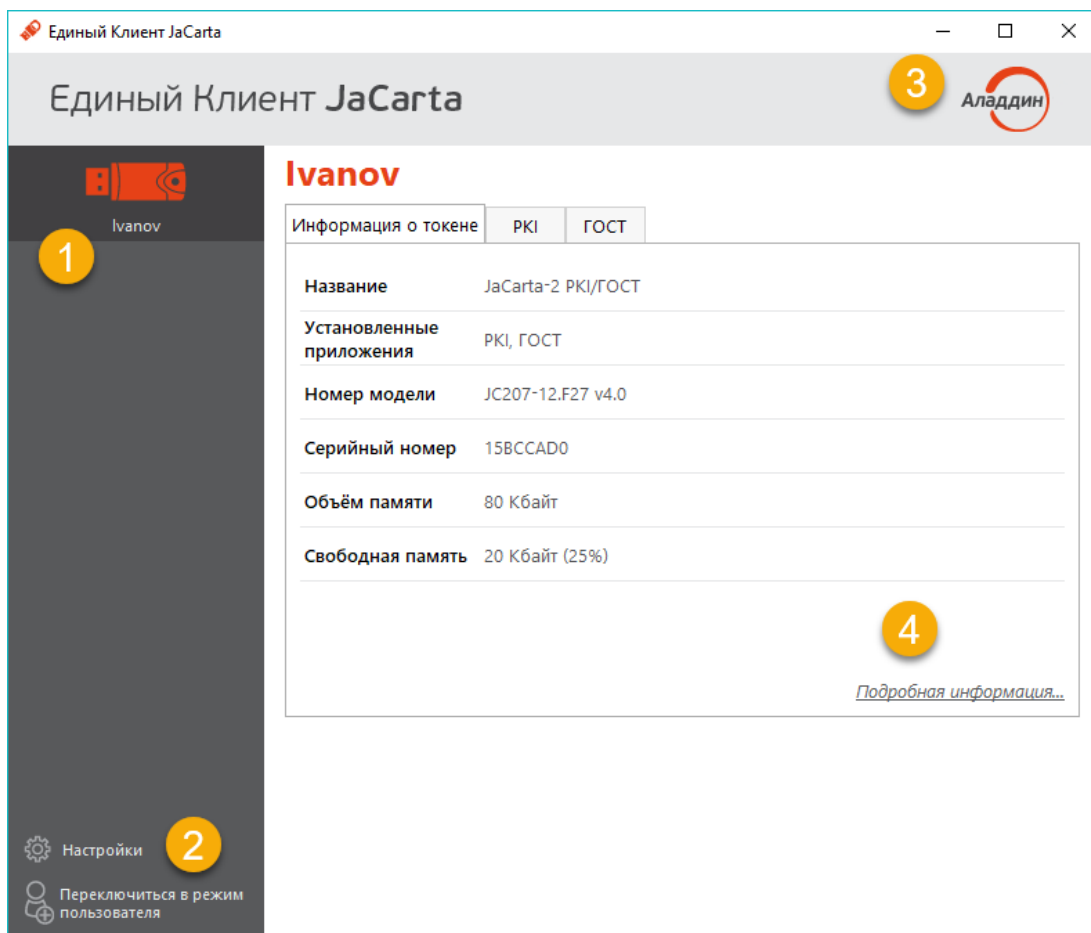 Единый Клиент JaCarta
Единый Клиент JaCarta
3
Аладдин
Ivanov
1
Ivanov
Информация о токене
PKI
ГОСТ
Название
JaCarta-2 PKI/ГОСТ
Установленные
приложения
PKI, ГОСТ
Номер модели
JC207-12.F27 v4.0
Серийный номер
15BCCAD0
Объём памяти
80 Кбайт
Свободная память
20 Кбайт (25%)
4
Подробная информация...
Настройки
2
Переключиться в режим
пользователя